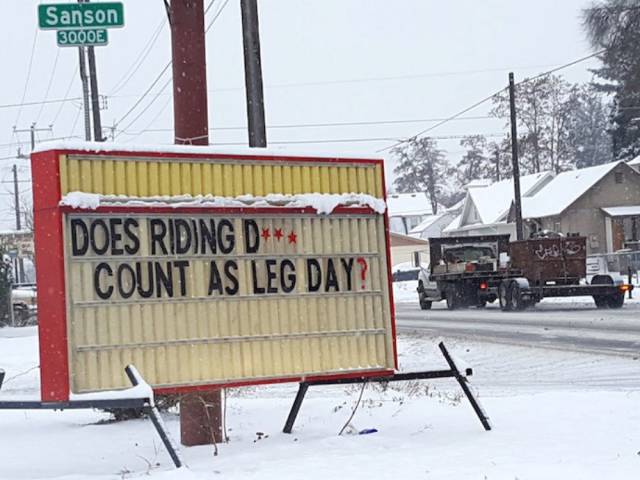 Sanson
3000E
DOES RIDING D***
COUNT AS LEG DAY?